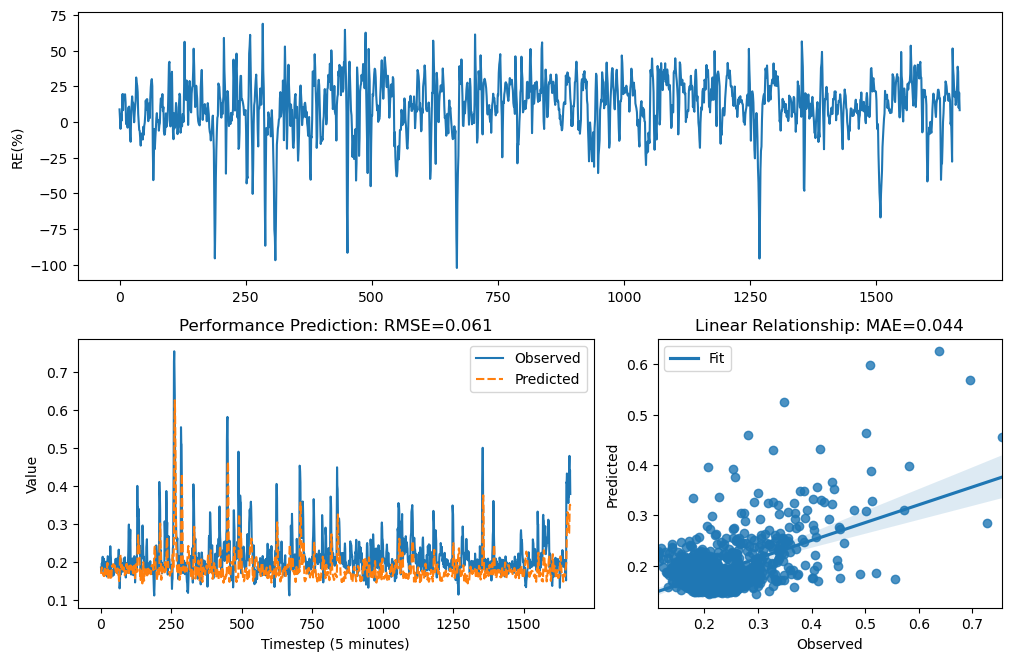 75
50
25
0
−25
−50
−75
−100
RE(%)
0 250 500 750 1000 1250 1500
Performance Prediction: RMSE=0.061
Observed
Predicted
0.7
0.6
0.5
0.4
0.3
0.2
0.1
Value
0 250 500 750 1000 1250 1500
Timestep (5 minutes)
Linear Relationship: MAE=0.044
Fit
0.6
0.5
0.4
0.3
0.2
Predicted
0.2 0.3 0.4 0.5 0.6 0.7
Observed